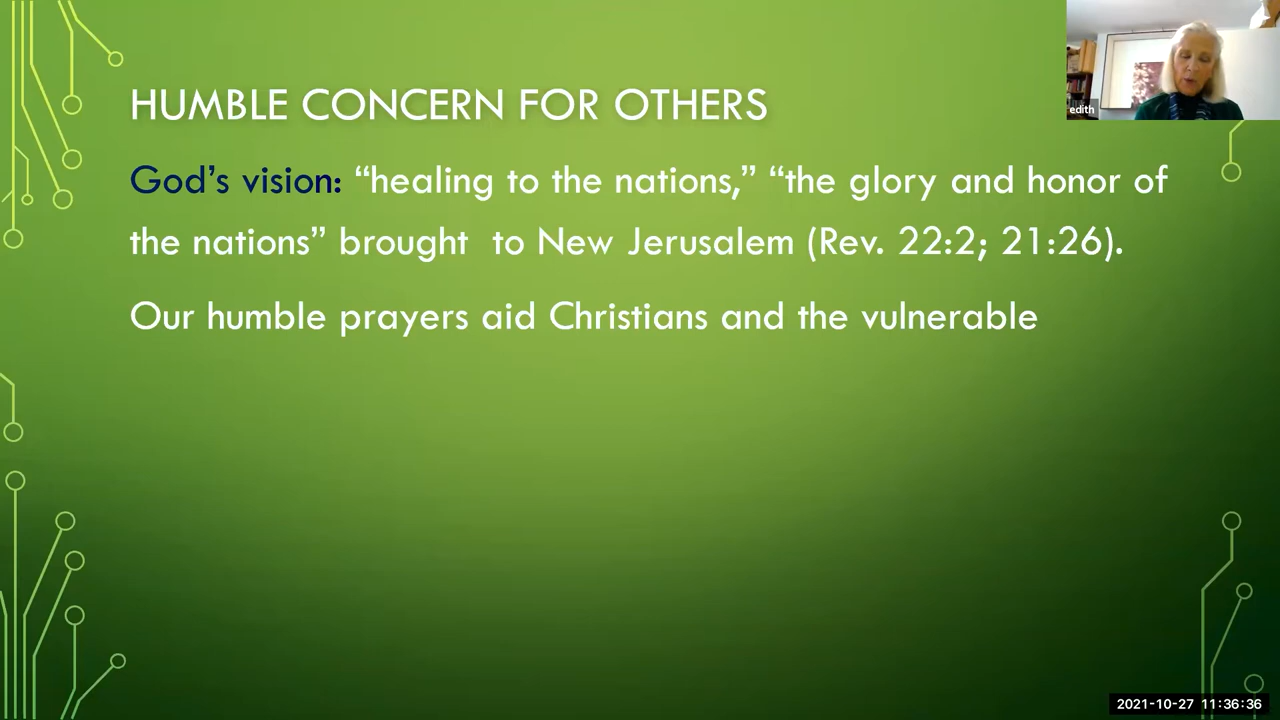 HUMBLE CONCERN FOR OTHERS
God’s vision: “healing to the nations,” “the glory and honor of
the nations” brought  to New Jerusalem (Rev. 22:2; 21:26).
Our humble prayers aid Christians and the vulnerable
edith
2021-10-27 11:36:36